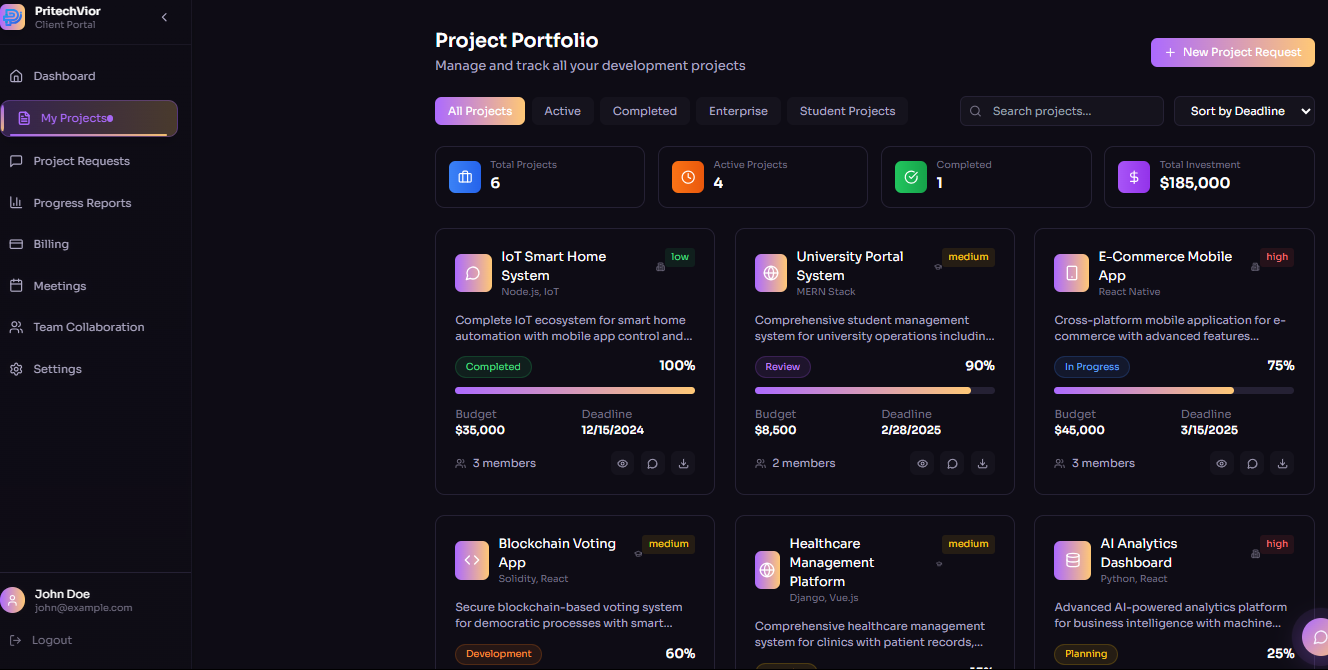 PritechVior
Client Portal
Dashboard
My Projects
Project Requests
Progress Reports
Billing
Meetings
Team Collaboration
Settings
John Doe
john@example.com
Logout
Project Portfolio
Manage and track all your development projects
+ New Project Request
All Projects
Active
Completed
Enterprise
Student Projects
Search projects...
Sort by Deadline
Total Projects
6
Active Projects
4
Completed
1
Total Investment
$185,000
IoT Smart Home
System
low
Node.js, IoT
Complete IoT ecosystem for smart home
automation with mobile app control and...
Completed
100%
Budget
Deadline
$35,000
12/15/2024
3 members
University Portal
System
medium
MERN Stack
Comprehensive student management
system for university operations includin...
Review
90%
Budget
Deadline
$8,500
2/28/2025
2 members
E-Commerce Mobile
App
high
React Native
Cross-platform mobile application for e-
commerce with advanced features...
In Progress
75%
Budget
Deadline
$45,000
3/15/2025
3 members
Blockchain Voting
App
medium
Solidity, React
Secure blockchain-based voting system
for democratic processes with smart...
Development
60%
Healthcare
Management
Platform
medium
Django, Vue.js
Comprehensive healthcare management
system for clinics with patient records,...
AI Analytics
Dashboard
high
Python, React
Advanced AI-powered analytics platform
for business intelligence with machine...
Planning
25%